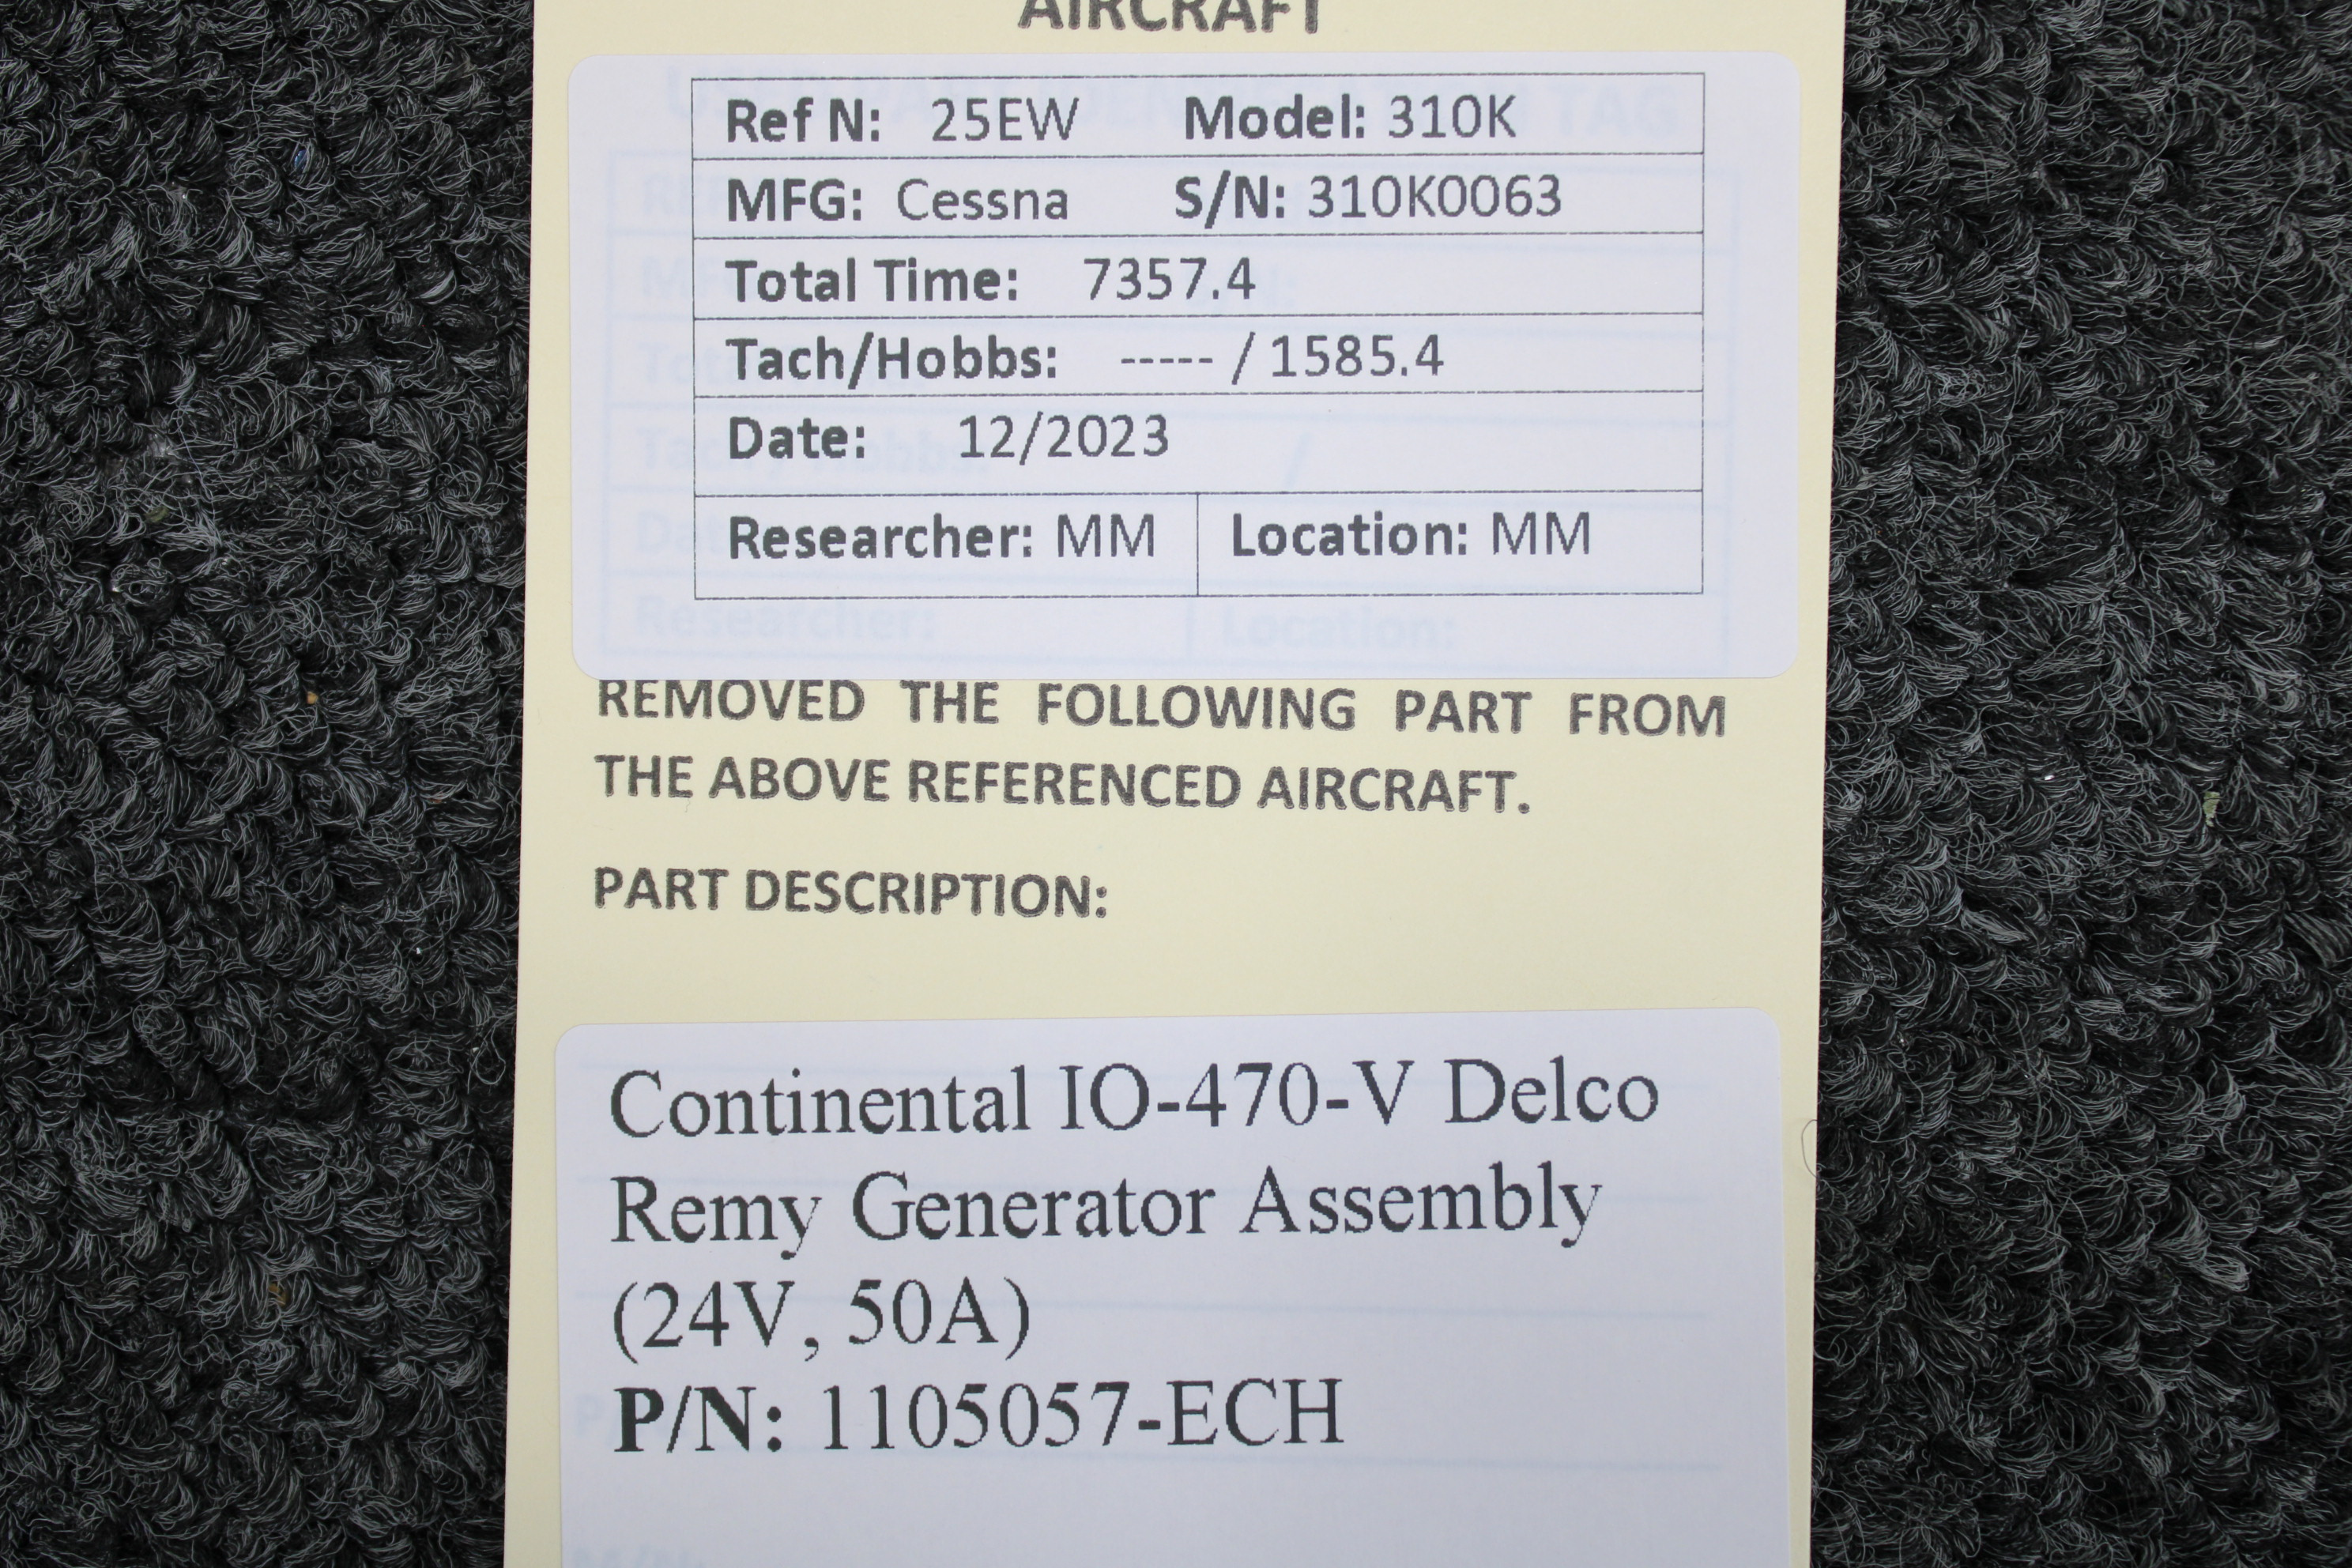 AIRCRAFT
Ref N: 25EW Model: 310K
MFG: Cessna S/N: 310K0063
Total Time: 7357.4
Tach/Hobbs: ----- / 1585.4
Date: 12/2023
Researcher: MM Location: MM
REMOVED THE FOLLOWING PART FROM
THE ABOVE REFERENCED AIRCRAFT.
PART DESCRIPTION:
Continental IO-470-V Delco
Remy Generator Assembly
(24V, 50A)
P/N: 1105057-ECH